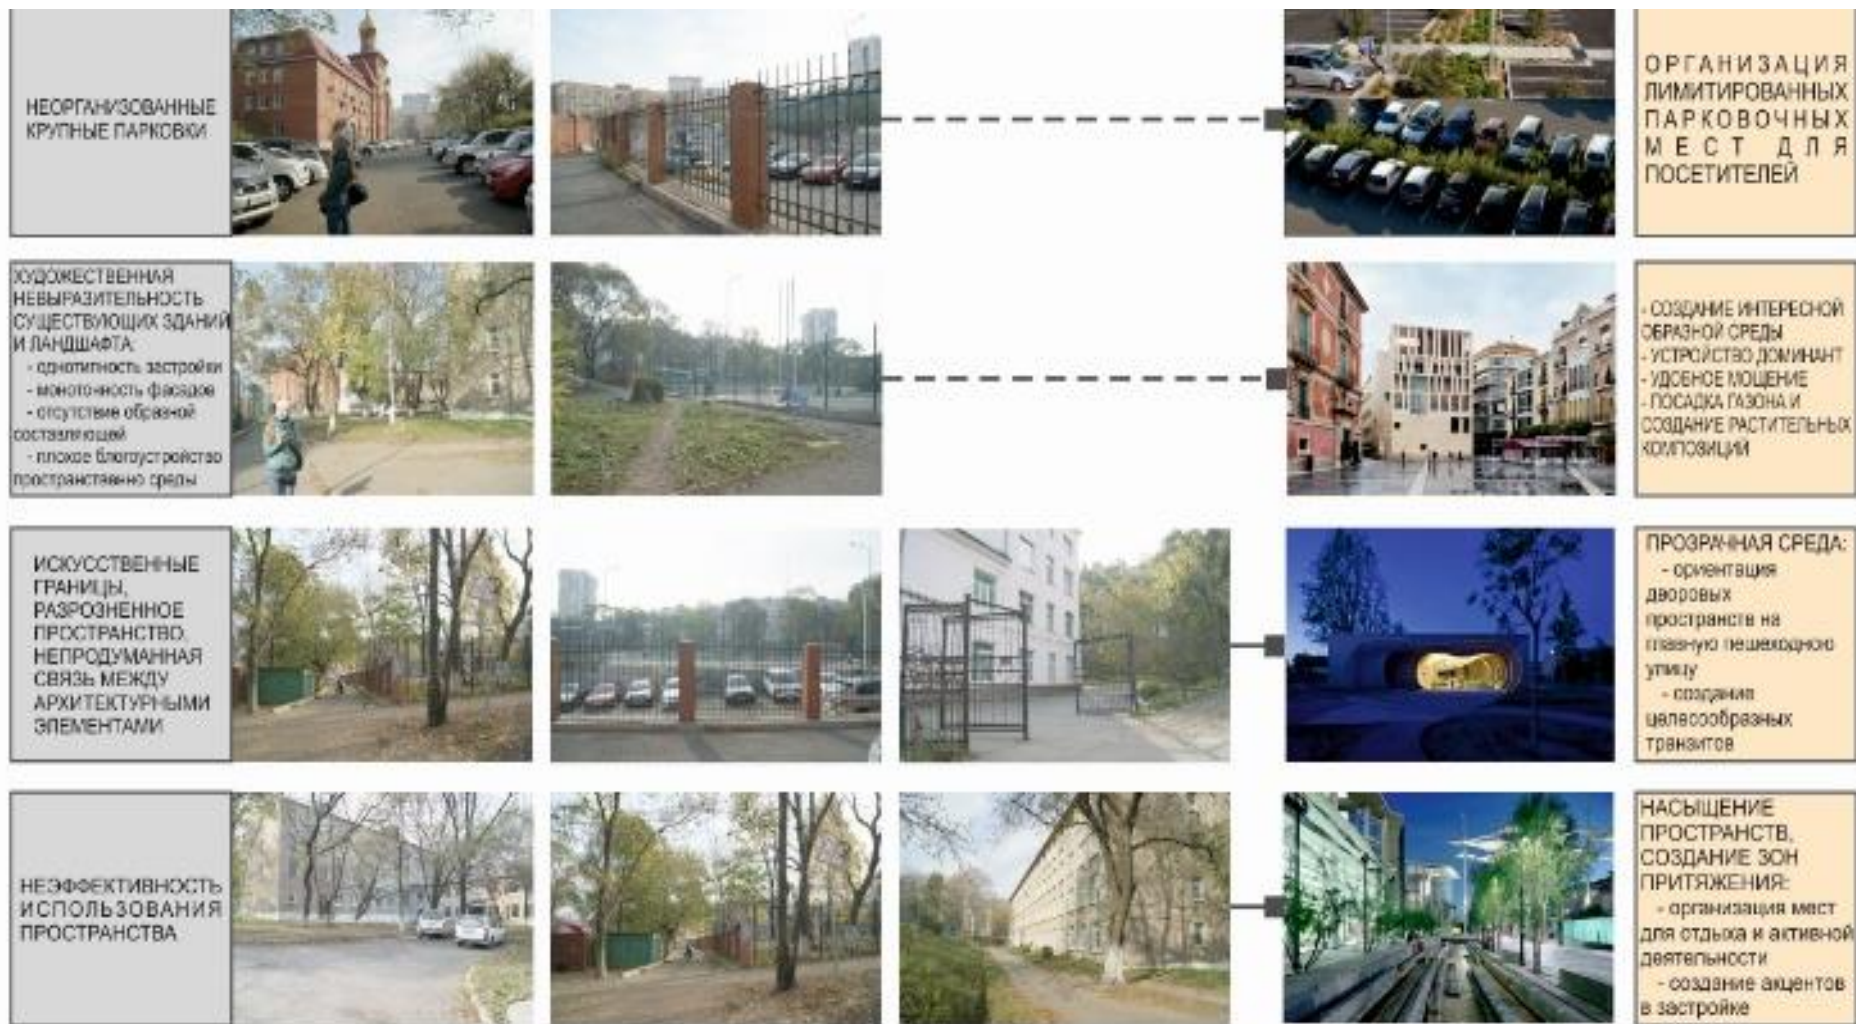 НЕОРГАНИЗОВАННЫЕ
КРУПНЫЕ ПАРКОВКИ
ОРГАНИЗАЦИЯ
ЛИМИТИРОВАННЫХ
ПАРКОВОЧНЫХ
МЕСТ ДЛЯ
ПОСЕТИТЕЛЕЙ
ХУДОЖЕСТВЕННАЯ
НЕВЫРАЗИТЕЛЬНОСТЬ
СУЩЕСТВУЮЩИХ ЗДАНИЙ
И ЛАНДШАФТА:
- однотипность застройки
- монотонность фасадов
- отсутствие образной
составляющей
- плохое благоустройство
пространственно среды
- СОЗДАНИЕ ИНТЕРЕСНОЙ
ОБРАЗНОЙ СРЕДЫ
- УСТРОЙСТВО ДОМИНАНТ
- УДОБНОЕ МОЩЕНИЕ
- ПОСАДКА ГАЗОНА И
СОЗДАНИЕ РАСТИТЕЛЬНЫХ
КОМПОЗИЦИЙ
ИСКУССТВЕННЫЕ
ГРАНИЦЫ,
РАЗРОЗНЕННОЕ
ПРОСТРАНСТВО,
НЕПРОДУМАННАЯ
СВЯЗЬ МЕЖДУ
АРХИТЕКТУРНЫМИ
ЭЛЕМЕНТАМИ
ПРОЗРАЧНАЯ СРЕДА:
- ориентация
дворовых
пространств на
главную пешеходную
улицу
- создание
целесообразных
транзитов
НЕЭФФЕКТИВНОСТЬ
ИСПОЛЬЗОВАНИЯ
ПРОСТРАНСТВА
НАСЫЩЕНИЕ
ПРОСТРАНСТВ,
СОЗДАНИЕ ЗОН
ПРИТЯЖЕНИЯ:
- организация мест
для отдыха и активной
деятельности
- создание акцентов
в застройке